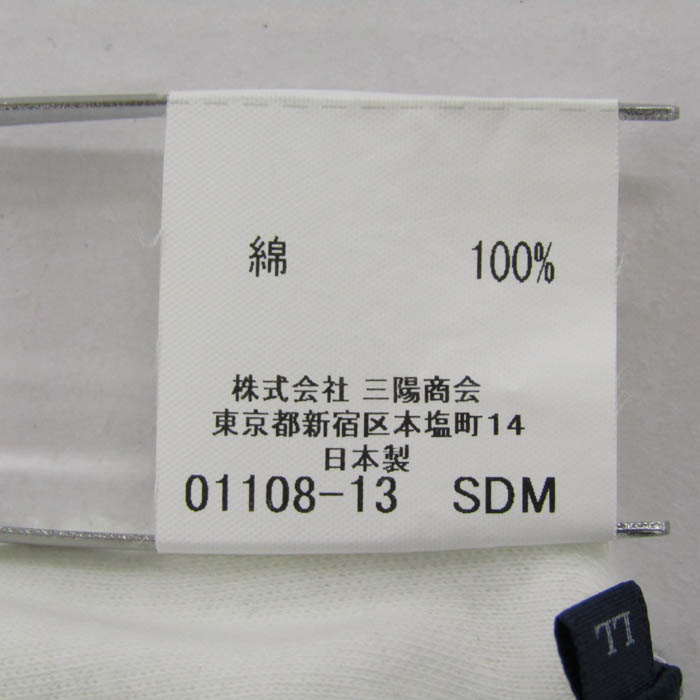 綿 100%
株式会社 三陽商会
東京都新宿区本塩町14
日本製
01108-13 SDM
LL